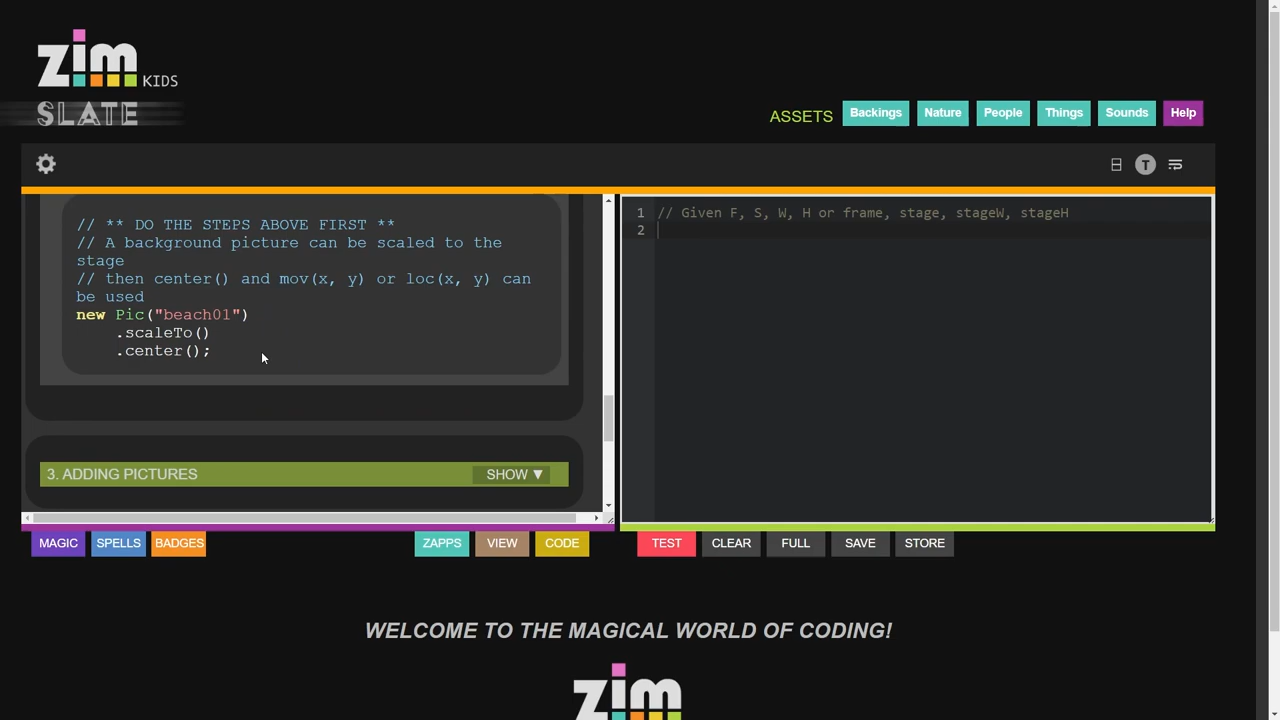 zim KIDS
SLATE
ASSETS Backings Nature People Things Sounds Help
T
// ** DO THE STEPS ABOVE FIRST **
// A background picture can be scaled to the
stage
// then center() and mov(x, y) or loc(x, y) can
be used
new Pic("beach01")
.scaleTo()
.center();
3. ADDING PICTURES SHOW ▼
1 // Given F, S, W, H or frame, stage, stageW, stageH
2
MAGIC SPELLS BADGES ZAPPS VIEW CODE TEST CLEAR FULL SAVE STORE
WELCOME TO THE MAGICAL WORLD OF CODING!
zim